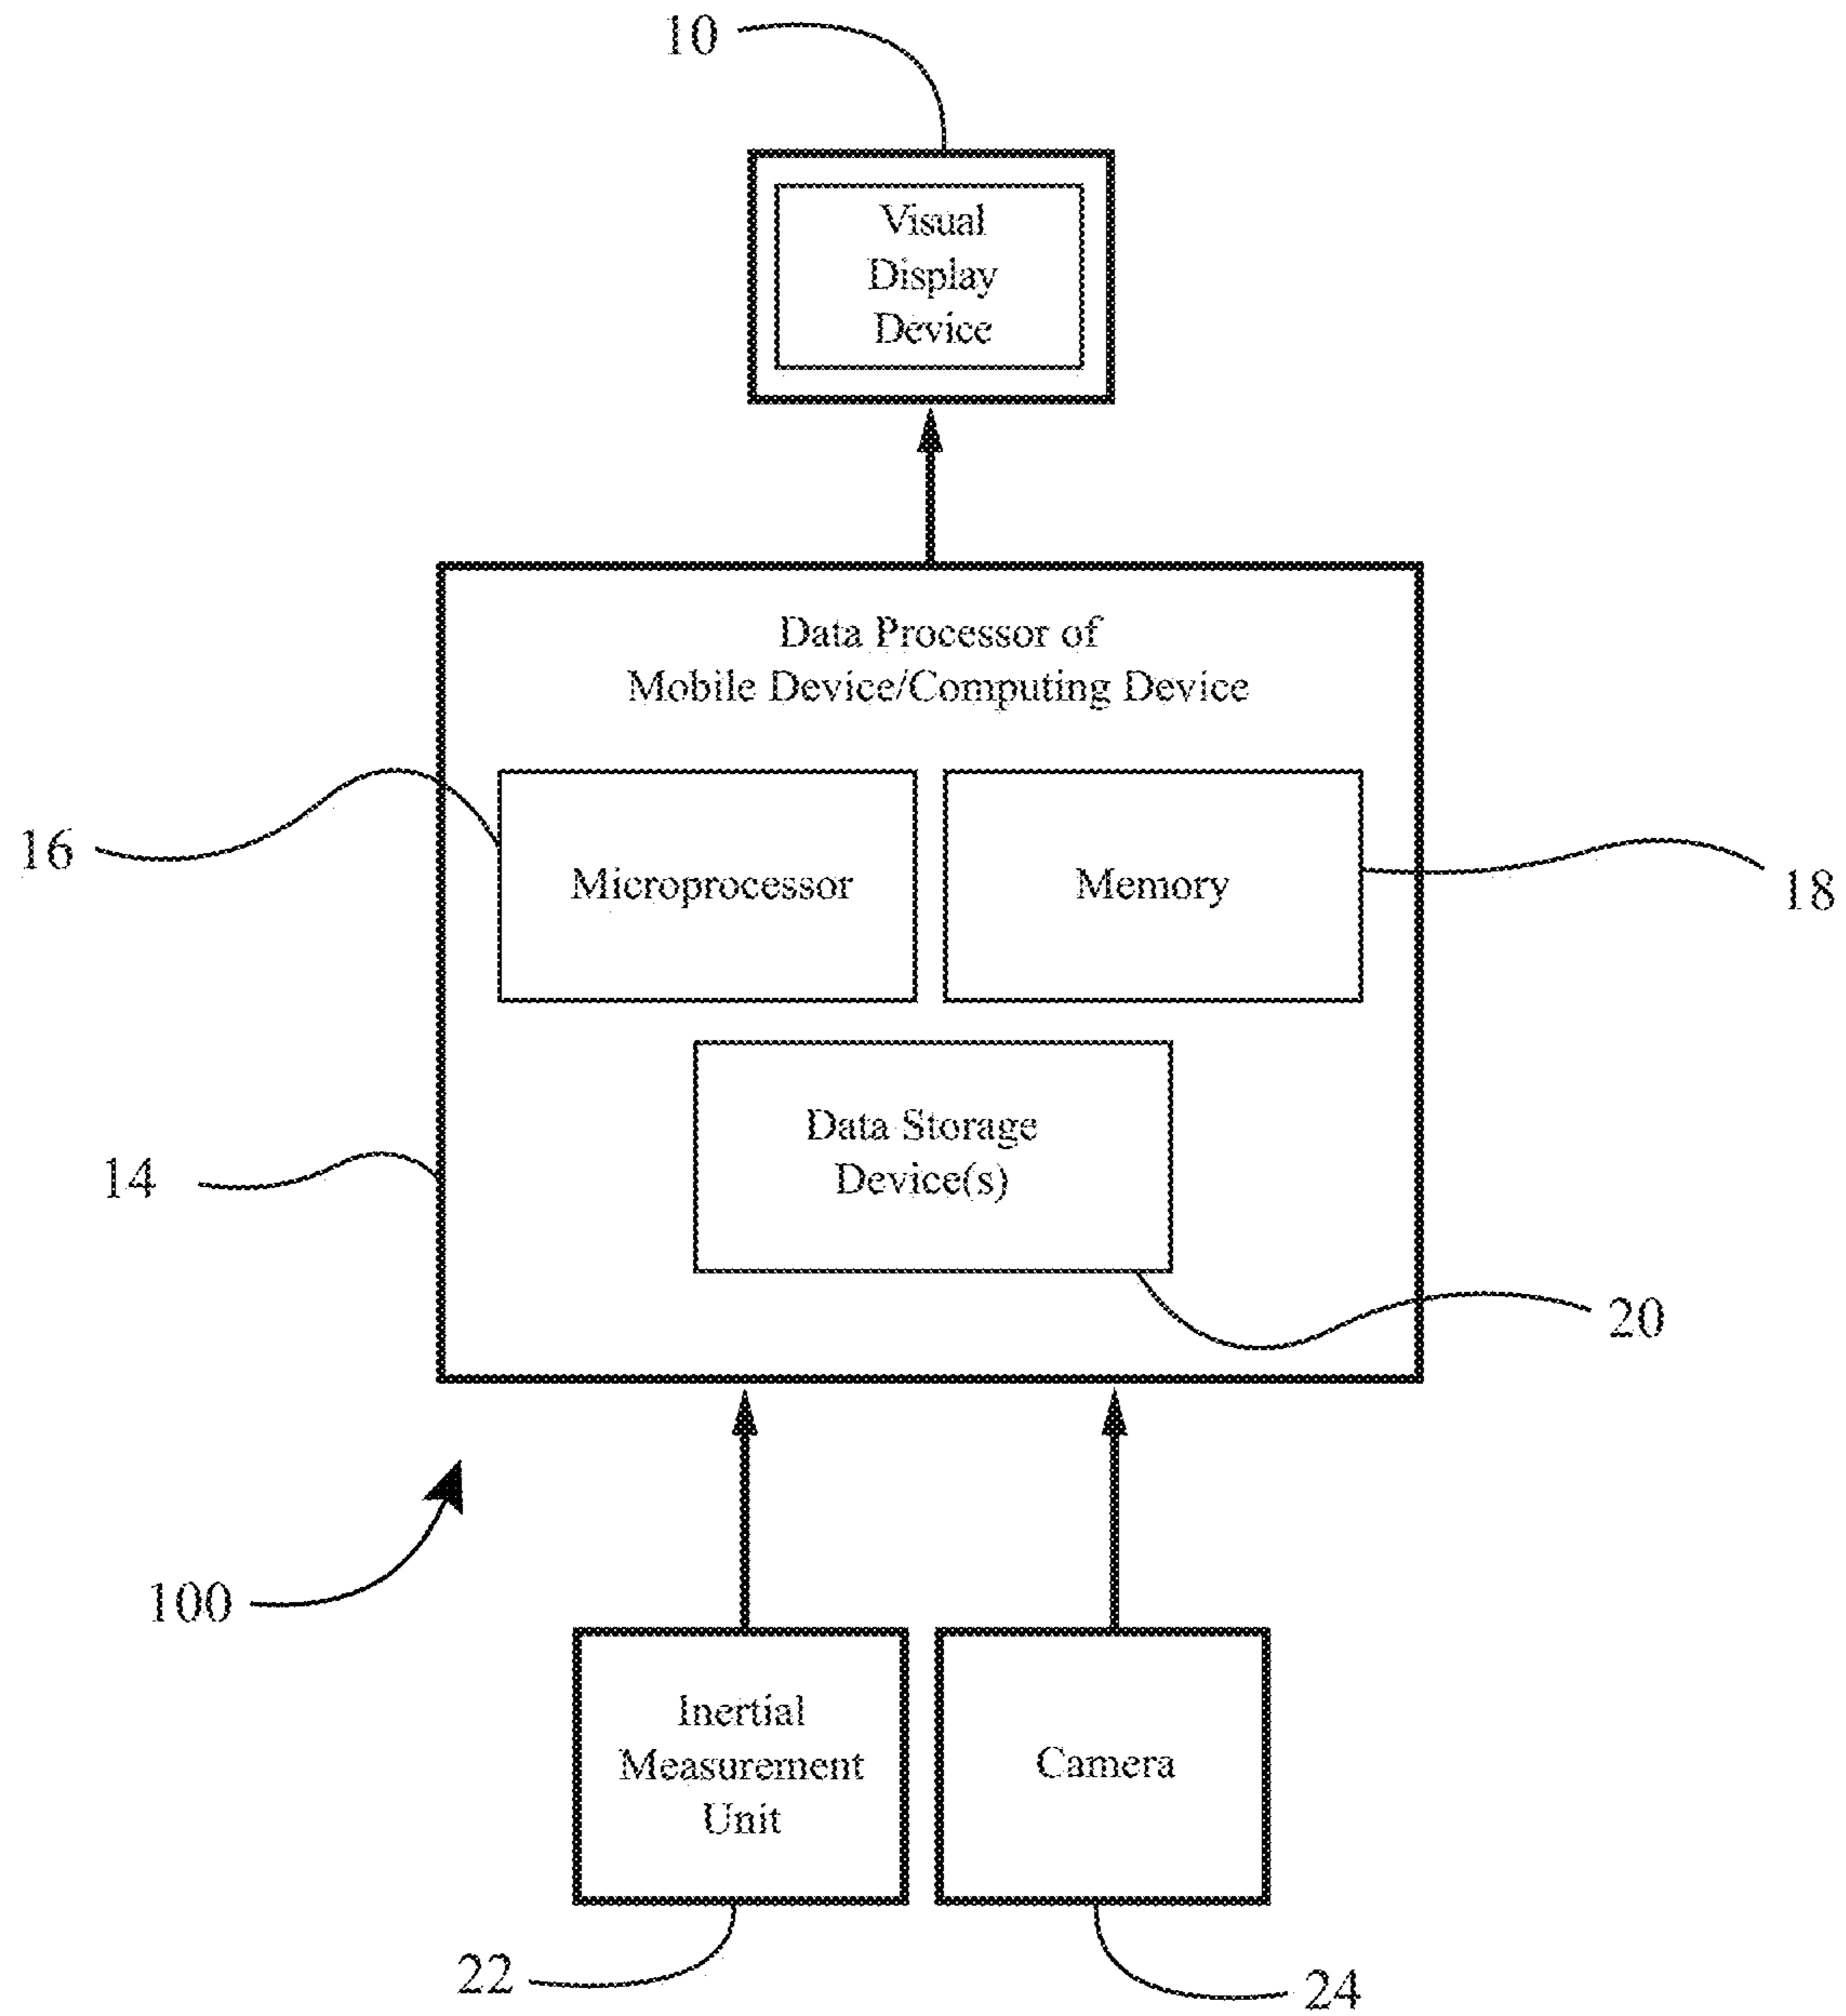 10
Visual
Display
Device
Data Processor of
Mobile Device/Computing Device
16
Microprocessor
Memory
18
Data Storage
Device(s)
14
20
100
Inertial
Measurement
Unit
Camera
22
24